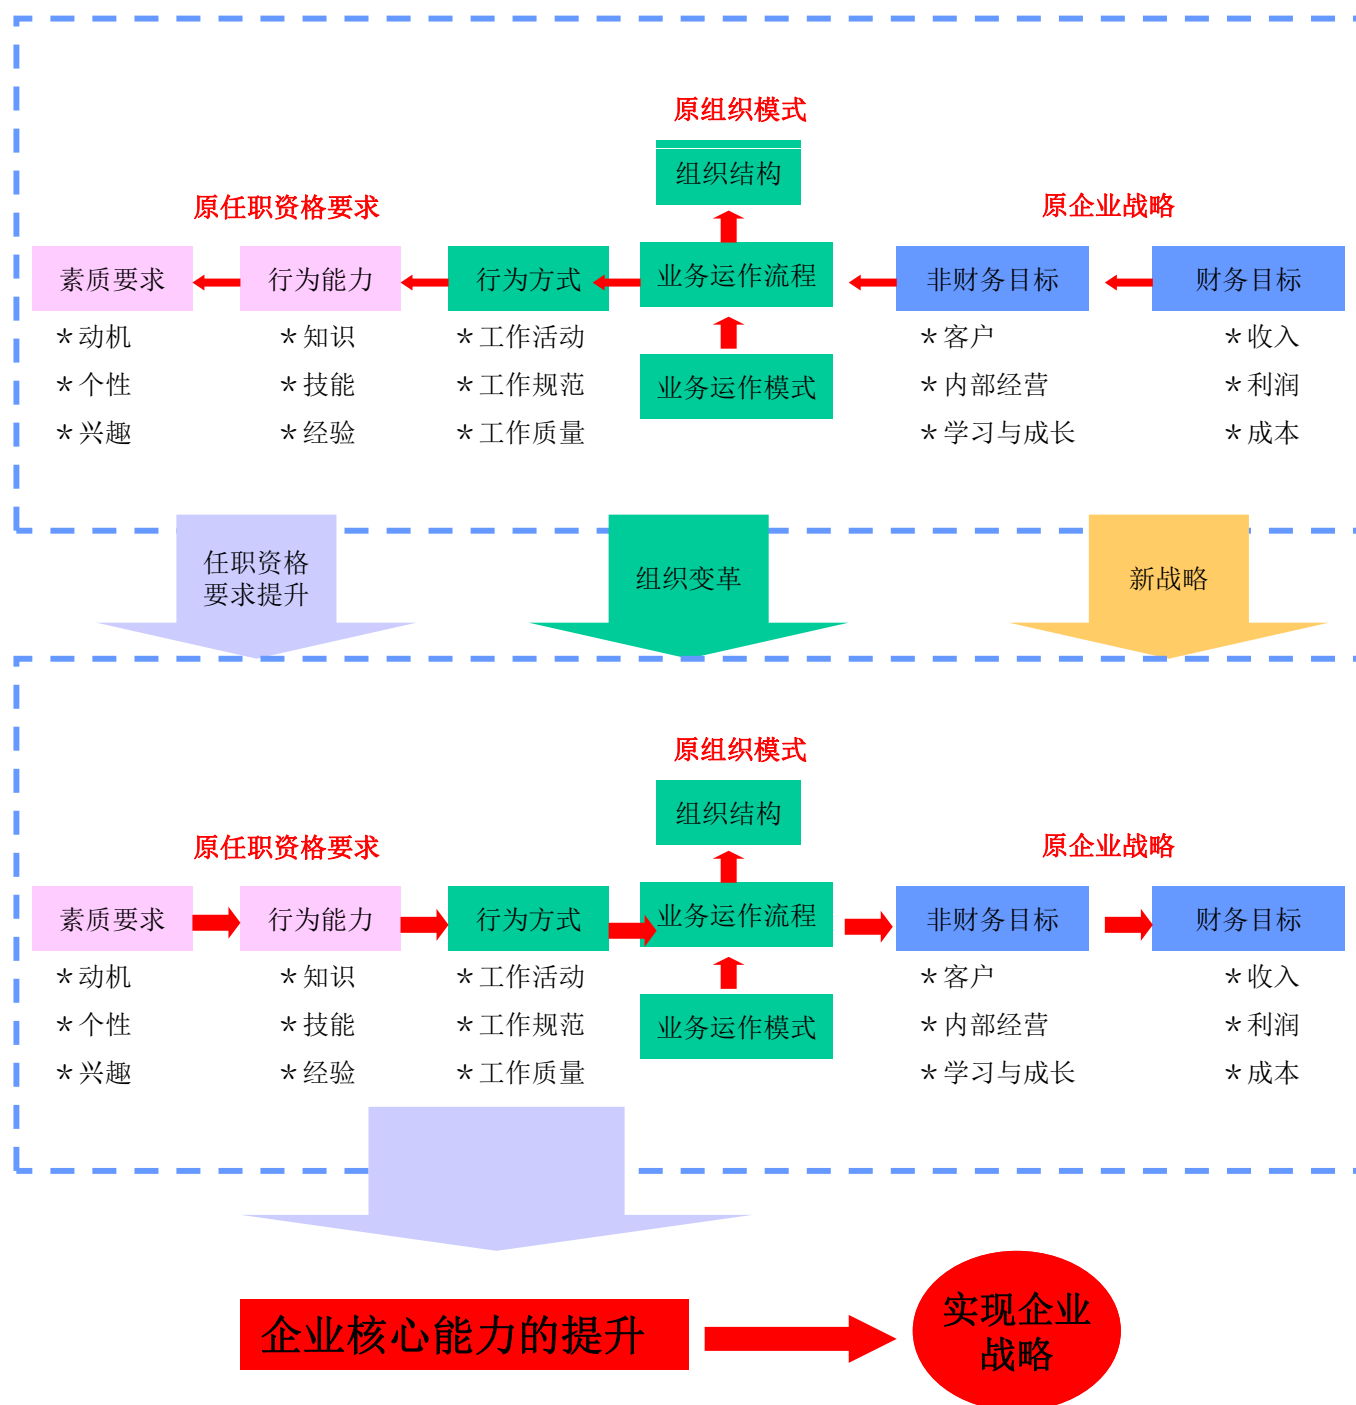 原组织模式
组织结构
原任职资格要求
原企业战略
素质要求
行为能力
行为方式
业务运作流程
非财务目标
财务目标
*动机
*知识
*工作活动
*客户
*收入
*个性
*技能
*工作规范
业务运作模式
*内部经营
*利润
*兴趣
*经验
*工作质量
*学习与成长
*成本
任职资格
要求提升
组织变革
新战略
原组织模式
组织结构
原任职资格要求
原企业战略
素质要求
行为能力
行为方式
业务运作流程
非财务目标
财务目标
*动机
*知识
*工作活动
*客户
*收入
*个性
*技能
*工作规范
业务运作模式
*内部经营
*利润
*兴趣
*经验
*工作质量
*学习与成长
*成本
企业核心能力的提升
实现企业
战略